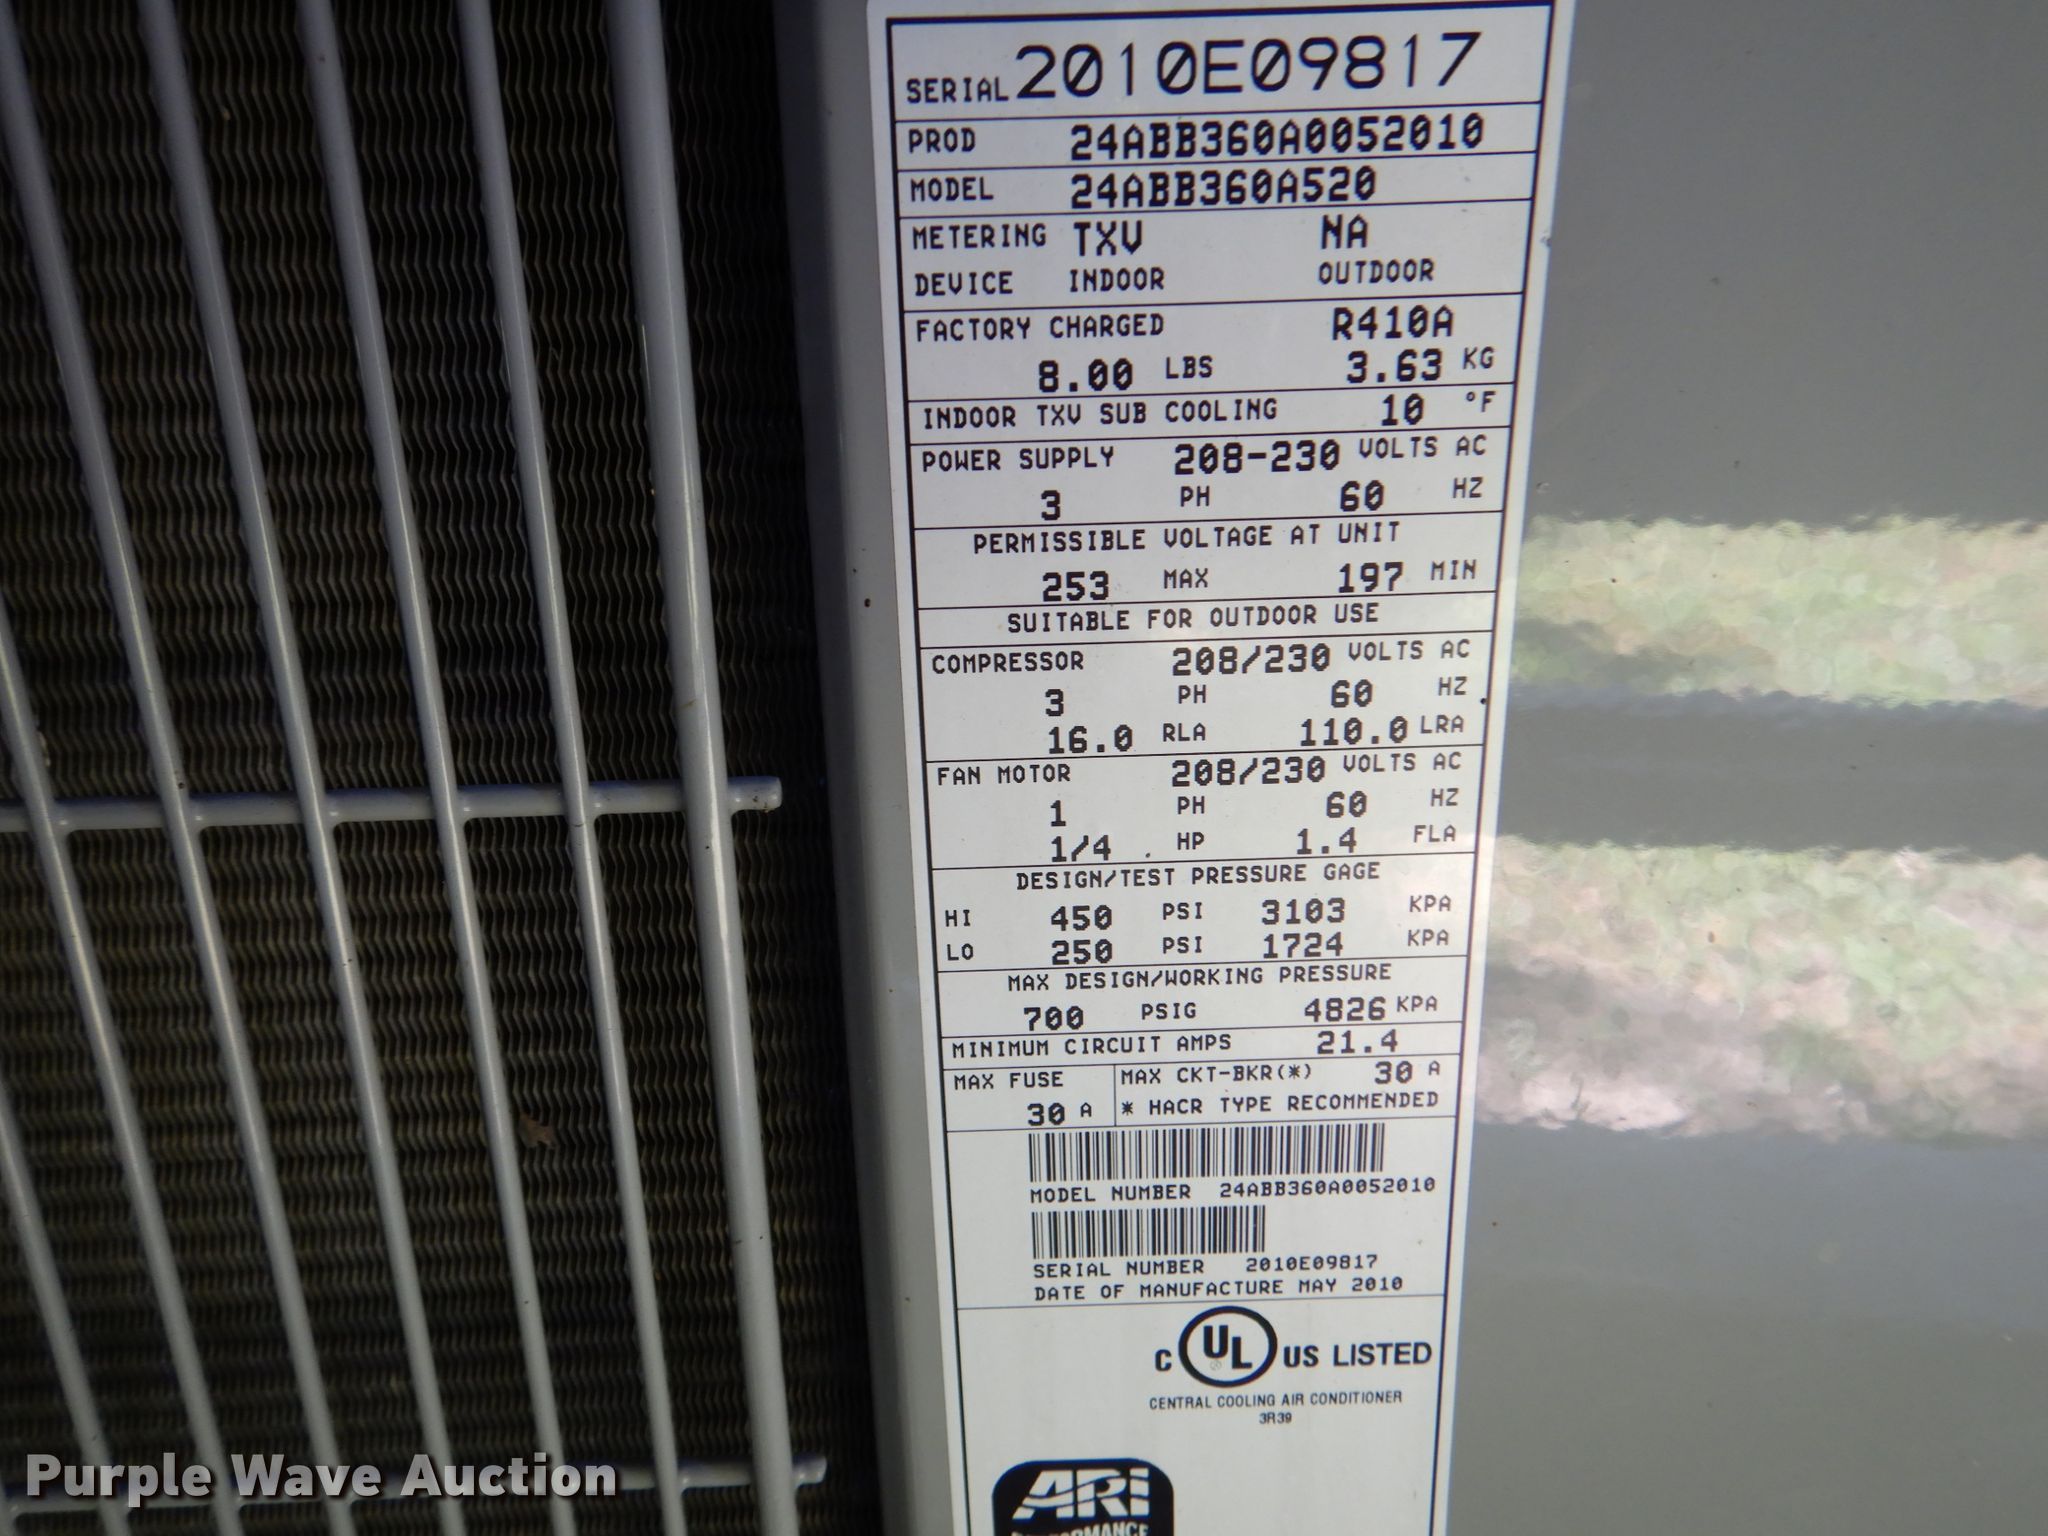 SERIAL 2010E09817
PROD 24ABB360A0052010
MODEL 24ABB360A520
METERING TXV NA
DEVICE INDOOR OUTDOOR
FACTORY CHARGED R410A
8.00 LBS 3.63 KG
INDOOR TXV SUB COOLING 10 °F
POWER SUPPLY 208-230 VOLTS AC
3 PH 60 HZ
PERMISSIBLE VOLTAGE AT UNIT
253 MAX 197 MIN
SUITABLE FOR OUTDOOR USE
COMPRESSOR 208/230 VOLTS AC
3 PH 60 HZ
16.0 RLA 110.0 LRA
FAN MOTOR 208/230 VOLTS AC
1 PH 60 HZ
1/4 HP 1.4 FLA
DESIGN/TEST PRESSURE GAGE
HI 450 PSI 3103 KPA
LO 250 PSI 1724 KPA
MAX DESIGN/WORKING PRESSURE
700 PSIG 4826 KPA
MINIMUM CIRCUIT AMPS 21.4
MAX FUSE MAX CKT-BKR(*) 30 A
30 A * HACR TYPE RECOMMENDED
MODEL NUMBER 24ABB360A0052010
SERIAL NUMBER 2010E09817
DATE OF MANUFACTURE MAY 2010
C UL US LISTED
CENTRAL COOLING AIR CONDITIONER
3R39
ARI
PERFORMANCE
Purple Wave Auction